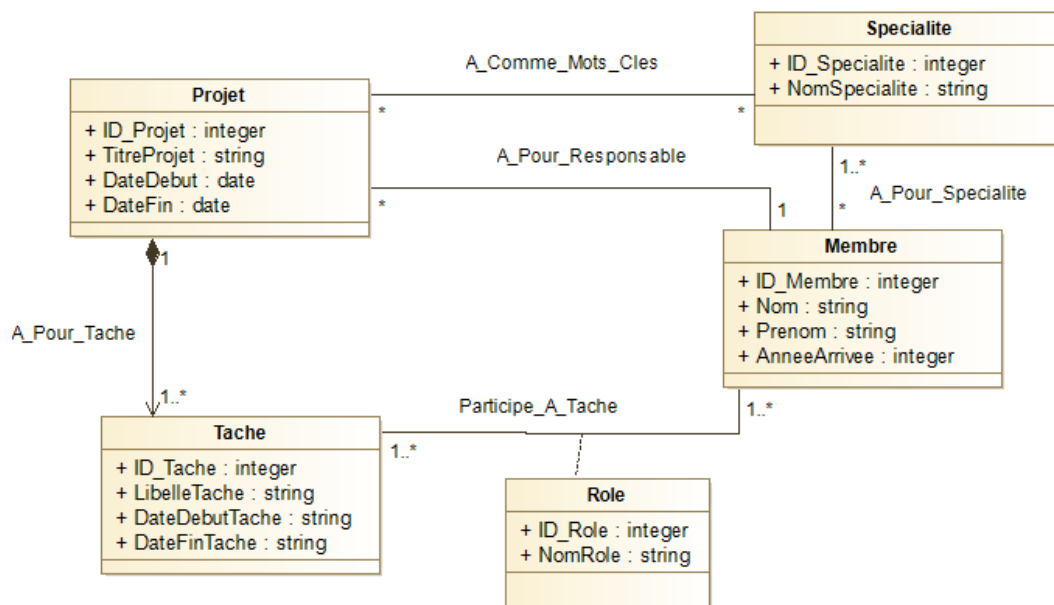 Specialite
+ ID_Specialite : integer
+ NomSpecialite : string
A_Comme_Mots_Cles
*
*
Projet
+ ID_Projet : integer
+ TitreProjet : string
+ DateDebut : date
+ DateFin : date
A_Pour_Responsable
*
1
1..*
A_Pour_Specialite
*
Membre
+ ID_Membre : integer
+ Nom : string
+ Prenom : string
+ AnneeArrivee : integer
1
A_Pour_Tache
1..*
Participe_A_Tache
1..*
1..*
Tache
+ ID_Tache : integer
+ LibelleTache : string
+ DateDebutTache : string
+ DateFinTache : string
Role
+ ID_Role : integer
+ NomRole : string